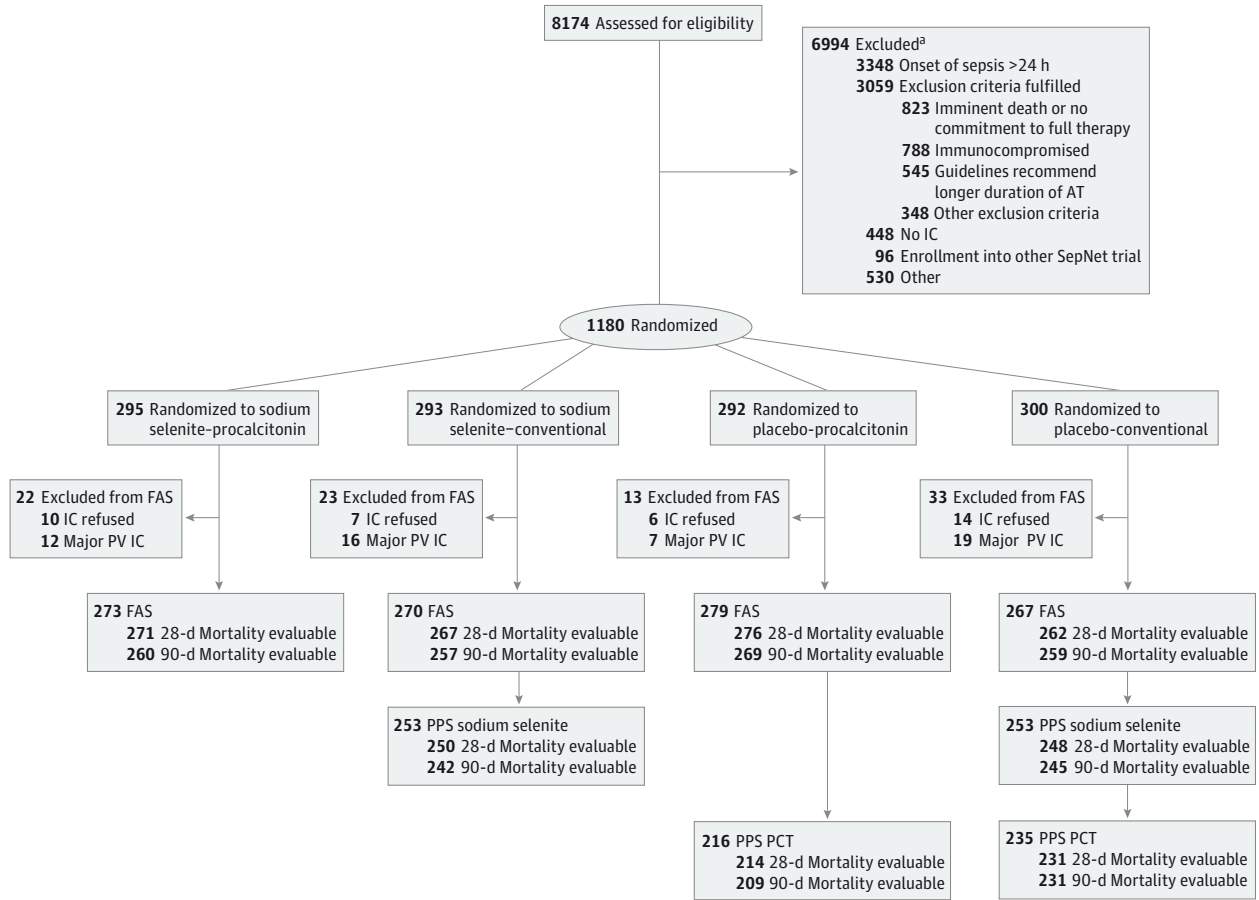 8174 Assessed for eligibility
6994 Excludeda
3348 Onset of sepsis >24 h
3059 Exclusion criteria fulfilled
823 Imminent death or no
commitment to full therapy
788 Immunocompromised
545 Guidelines recommend
longer duration of AT
348 Other exclusion criteria
448 No IC
96 Enrollment into other SepNet trial
530 Other
1180 Randomized
295 Randomized to sodium
selenite-procalcitonin
293 Randomized to sodium
selenite–conventional
292 Randomized to
placebo-procalcitonin
300 Randomized to
placebo-conventional
22 Excluded from FAS
10 IC refused
12 Major PV IC
23 Excluded from FAS
7 IC refused
16 Major PV IC
13 Excluded from FAS
6 IC refused
7 Major PV IC
33 Excluded from FAS
14 IC refused
19 Major PV IC
273 FAS
271 28-d Mortality evaluable
260 90-d Mortality evaluable
270 FAS
267 28-d Mortality evaluable
257 90-d Mortality evaluable
279 FAS
276 28-d Mortality evaluable
269 90-d Mortality evaluable
267 FAS
262 28-d Mortality evaluable
259 90-d Mortality evaluable
253 PPS sodium selenite
250 28-d Mortality evaluable
242 90-d Mortality evaluable
253 PPS sodium selenite
248 28-d Mortality evaluable
245 90-d Mortality evaluable
216 PPS PCT
214 28-d Mortality evaluable
209 90-d Mortality evaluable
235 PPS PCT
231 28-d Mortality evaluable
231 90-d Mortality evaluable